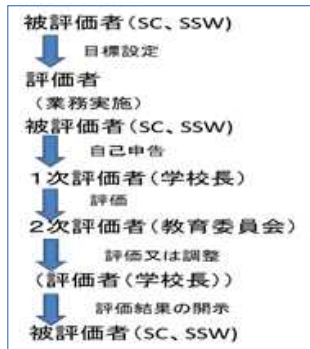 被評価者(SC、SSW)
目標設定
評価者
(業務実施)
被評価者(SC、SSW)
自己申告
1次評価者(学校長)
評価
2次評価者(教育委員会)
評価又は調整
(評価者(学校長))
評価結果の開示
被評価者(SC、SSW)